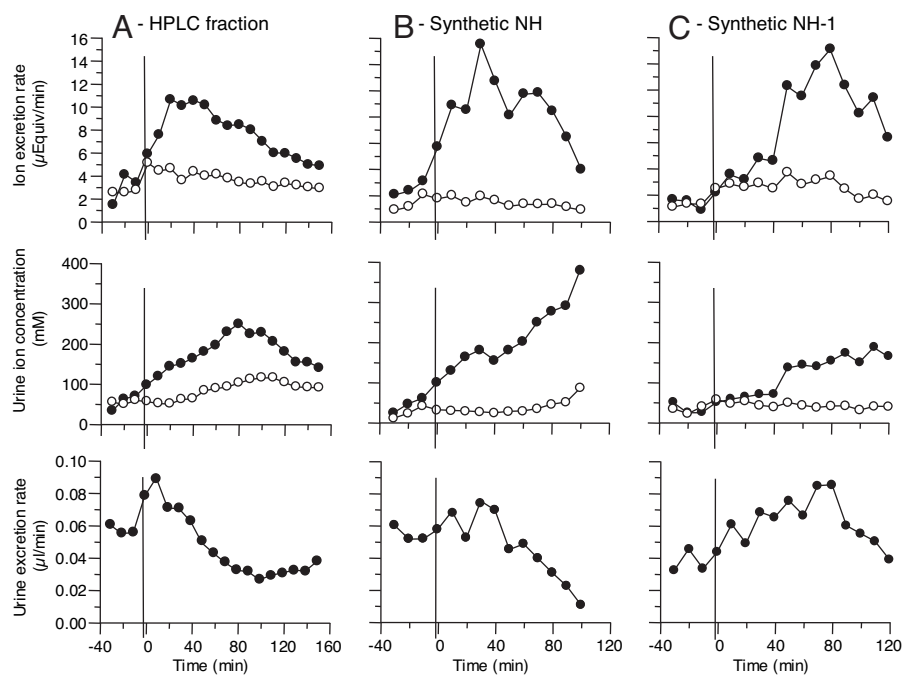 A - HPLC fraction
B - Synthetic NH
C - Synthetic NH-1
Ion excretion rate
(µEquiv/min)
16
14
12
10
8
6
4
2
0
Urine ion concentration
(mM)
400
300
200
100
0
Urine excretion rate
(µl/min)
0.10
0.08
0.06
0.04
0.02
0.00
-40 0 40 80 120 160
Time (min)
-40 0 40 80 120
Time (min)
-40 0 40 80 120
Time (min)